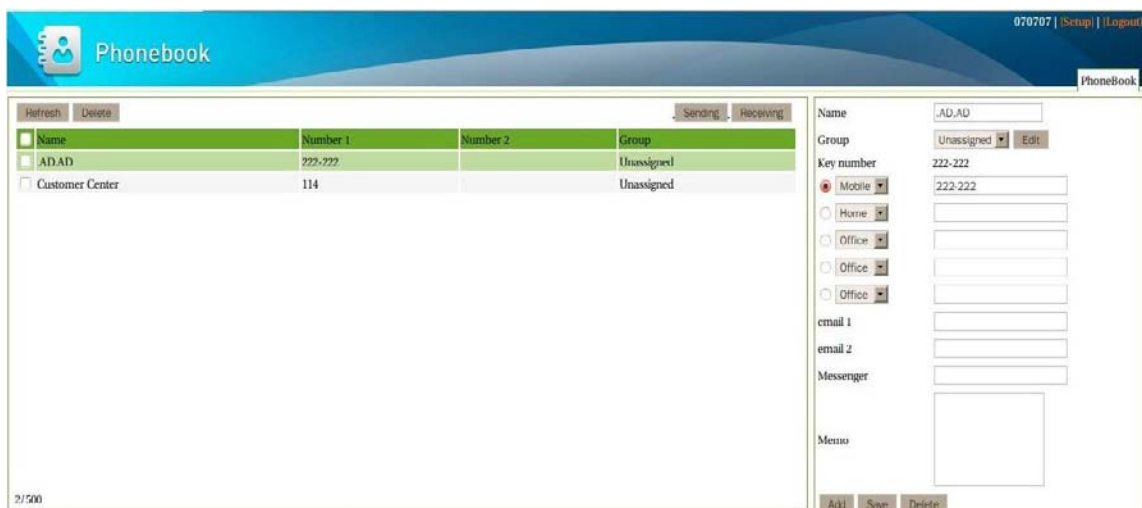 070707 | [Setup] | [Logout]
Phonebook
PhoneBook
Refresh Delete Sending Receiving
Name Number 1 Number 2 Group
.AD.AD 222-222 Unassigned
Customer Center 114 Unassigned
2/500
Name .AD.AD
Group Unassigned Edit
Key number 222-222
Mobile 222-222
Home
Office
Office
Office
email 1
email 2
Messenger
Memo
Add Save Delete